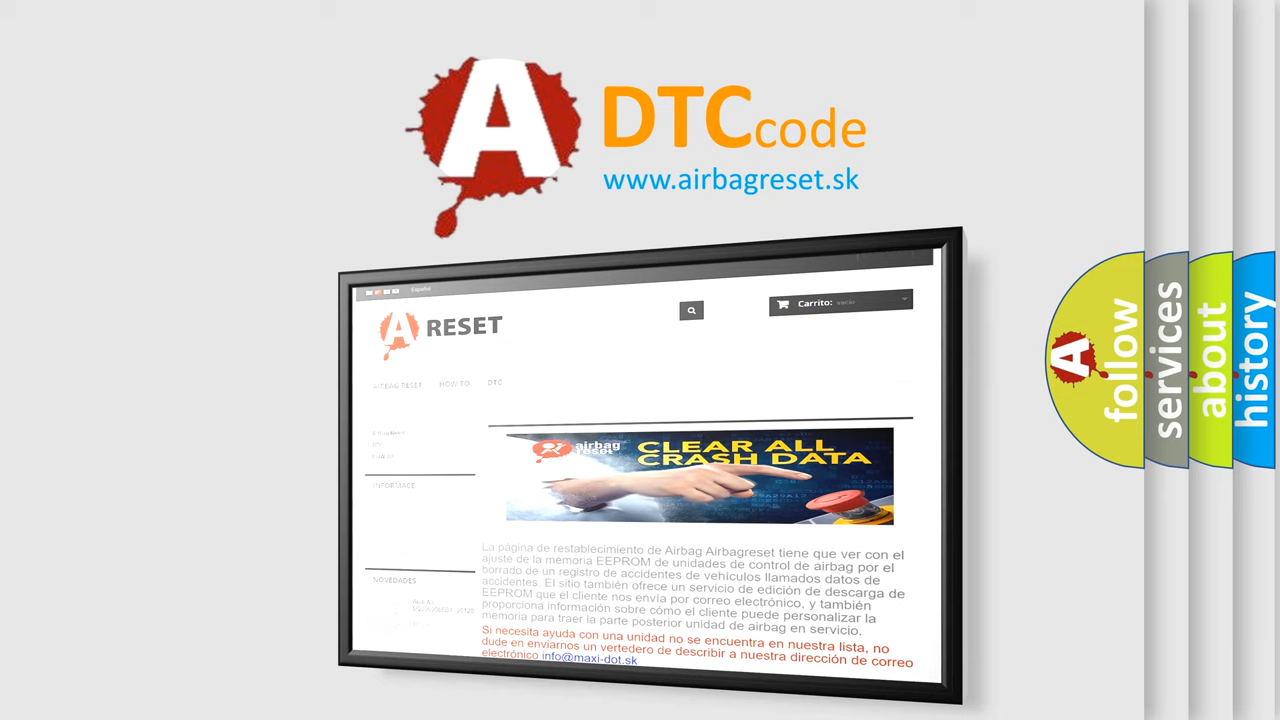 A DTCcode
www.airbagreset.sk
Español
Carrito: vacío
A RESET
AIRBAG RESET HOW TO DTC
INFORMACE
airbag
reset
CLEAR ALL
CRASH DATA
La página de restablecimiento de Airbag Airbagreset tiene que ver con el
ajuste de la memoria EEPROM de unidades de control de airbag por el
borrado de un registro de accidentes de vehículos llamados datos de
accidentes. El sitio también ofrece un servicio de edición de descarga de
EEPROM que el cliente nos envía por correo electrónico, y también
proporciona información sobre cómo el cliente puede personalizar la
memoria para traer la parte posterior unidad de airbag en servicio.
Si necesita ayuda con una unidad no se encuentra en nuestra lista, no
dude en enviarnos un vertedero de describir a nuestra dirección de correo
electrónico info@maxi-dot.sk
NOVEDADES
A follow
services
about
history